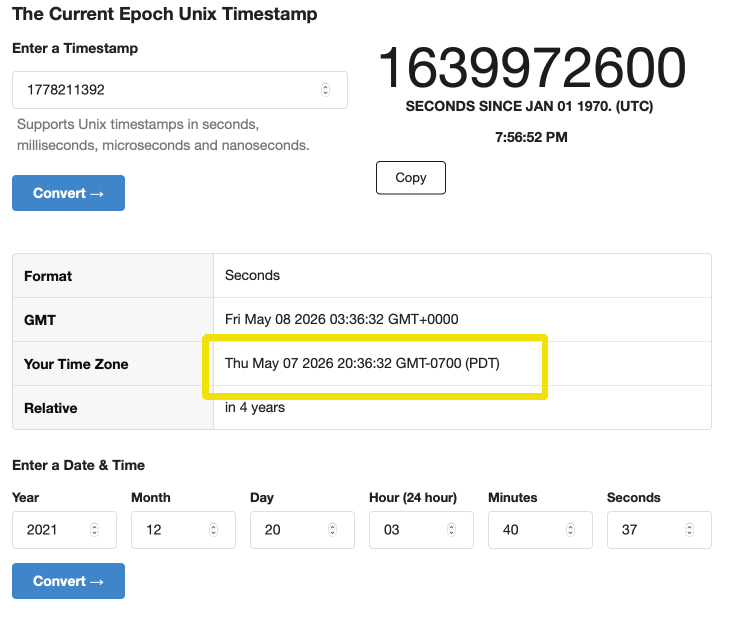 The Current Epoch Unix Timestamp
Enter a Timestamp
1778211392
Supports Unix timestamps in seconds,
milliseconds, microseconds and nanoseconds.
Convert →
1639972600
SECONDS SINCE JAN 01 1970. (UTC)
7:56:52 PM
Copy
Format Seconds
GMT Fri May 08 2026 03:36:32 GMT+0000
Your Time Zone Thu May 07 2026 20:36:32 GMT-0700 (PDT)
Relative in 4 years
Enter a Date & Time
Year Month Day Hour (24 hour) Minutes Seconds
2021 12 20 03 40 37
Convert →